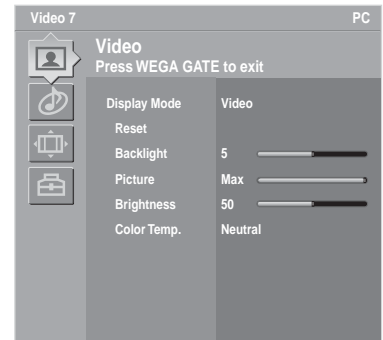 Video 7 PC
Video
Press WEGA GATE to exit
Display Mode Video
Reset
Backlight 5
Picture Max
Brightness 50
Color Temp. Neutral